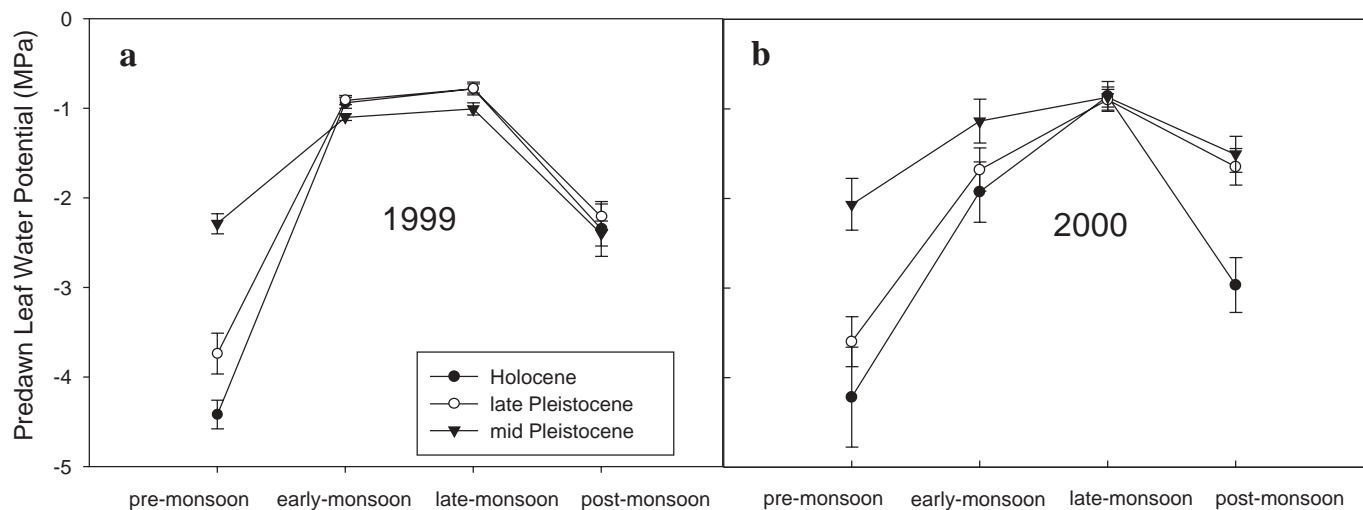 Predawn Leaf Water Potential (MPa)
0
-1
-2
-3
-4
-5
a
1999
Holocene
late Pleistocene
mid Pleistocene
pre-monsoon early-monsoon late-monsoon post-monsoon
b
2000
pre-monsoon early-monsoon late-monsoon post-monsoon